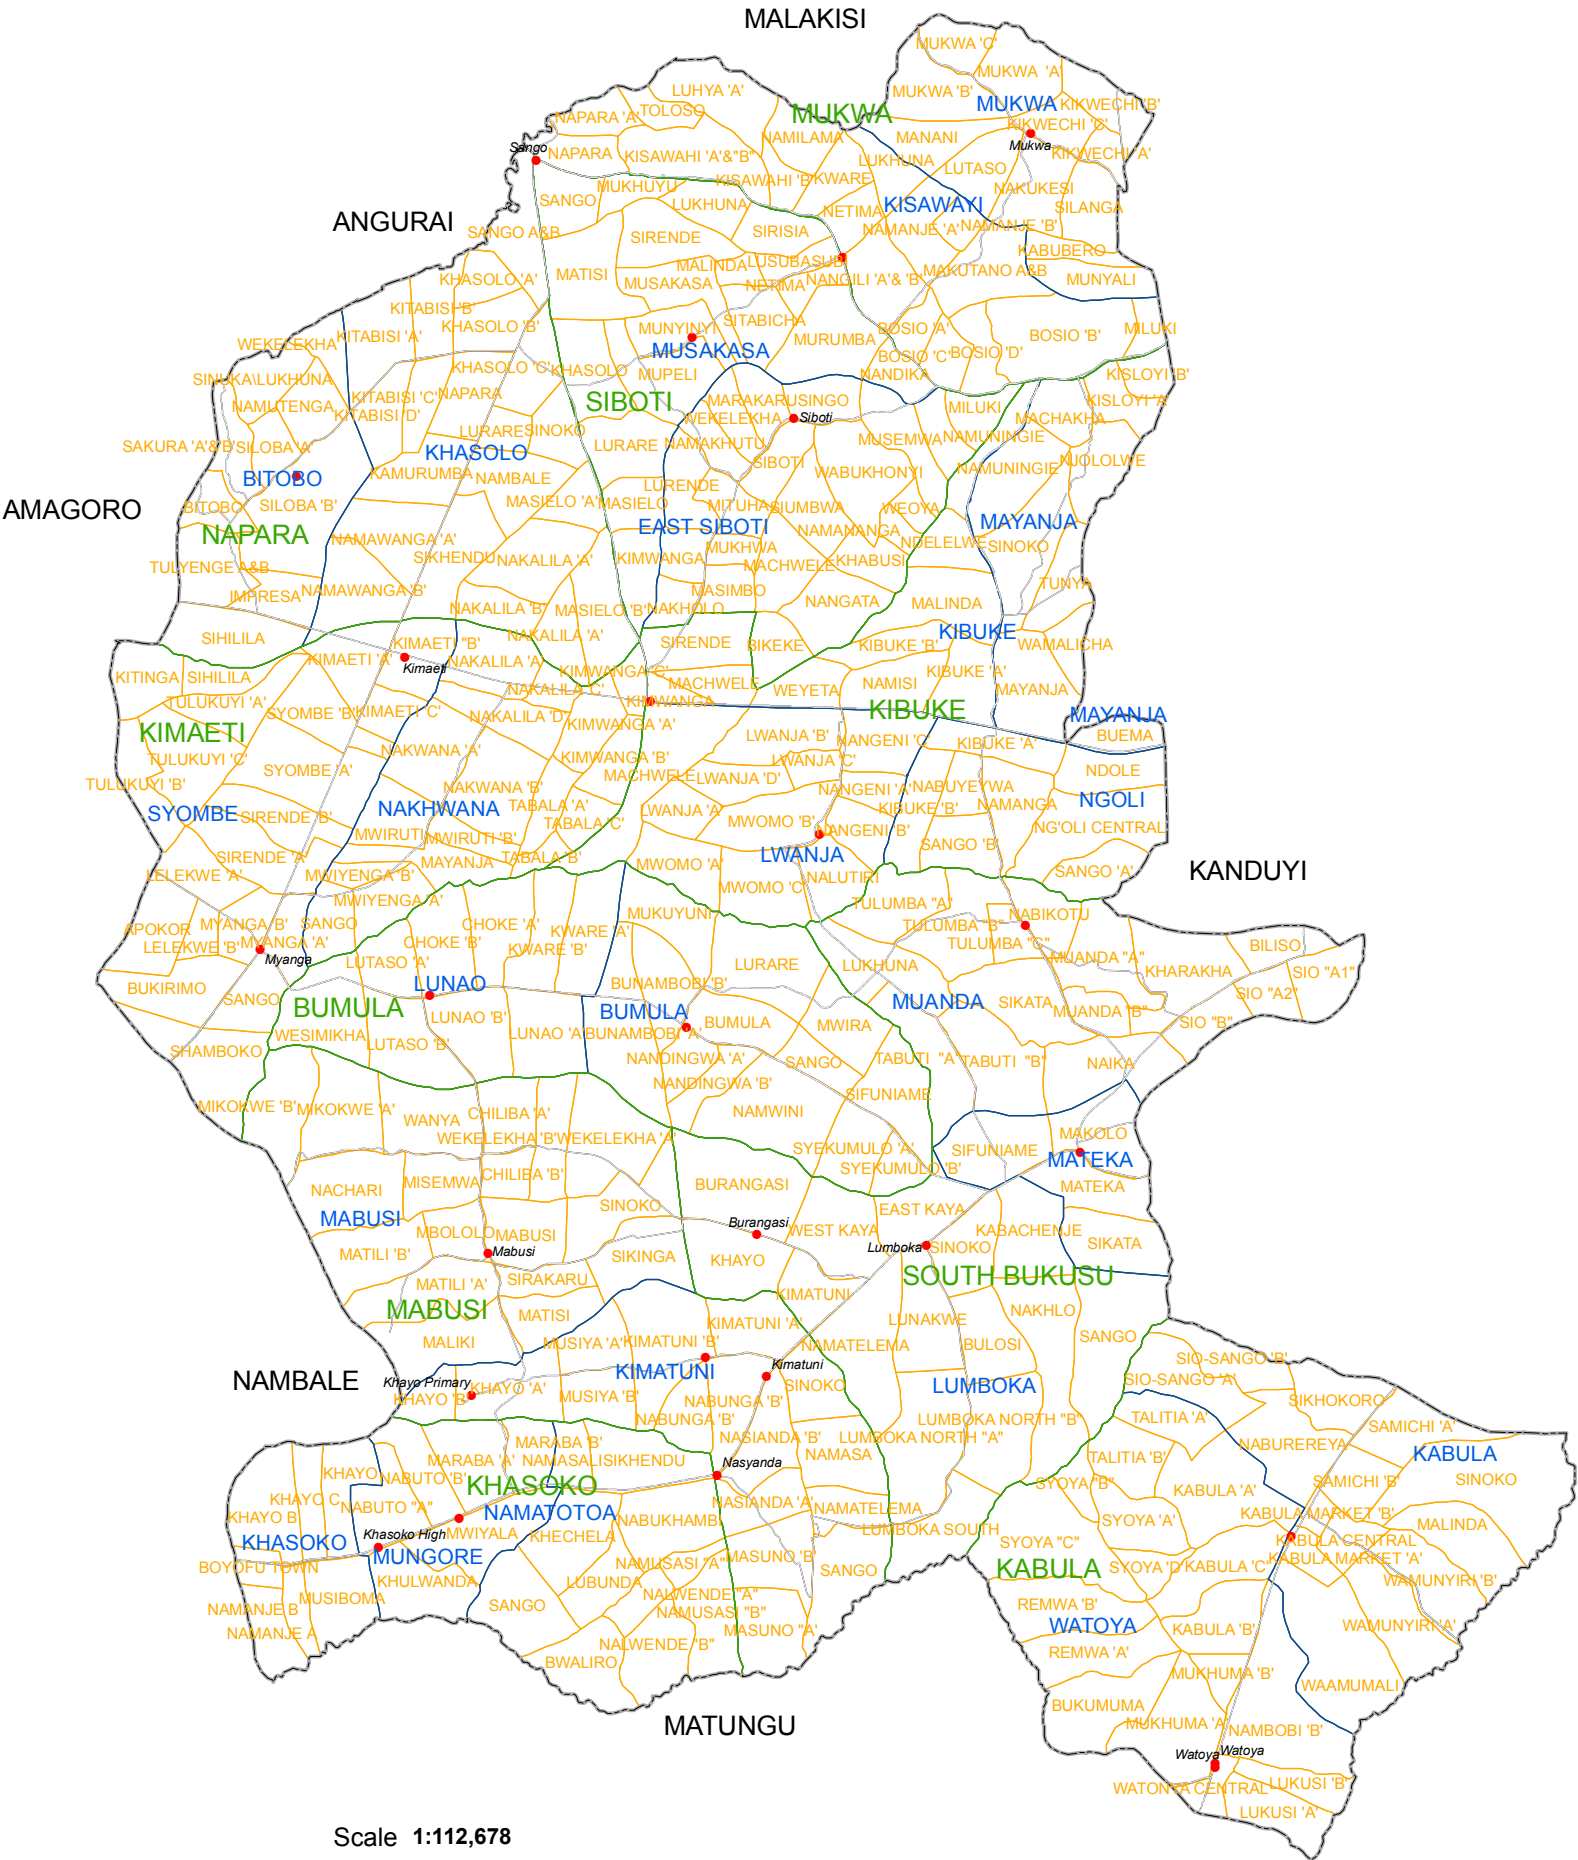 MALAKISI
MUKWA 'C'
MUKWA 'A'
LUHYA 'A'
MUKWA 'B'
MUKWA
KIKWECHI 'B'
TOLOSO
MUKWA
NAPARA 'A'
KIKWECHI 'C'
NAMILAMA
MANANI
Sango
Mukwa
NAPARA
KISAWAHI 'A'&"B"
LUKHUNA
KIKWECHI 'A'
LUTASO
KISAWAHI 'B'
KWARE
MUKHUYU
NAKUKESI
SANGO
LUKHUNA
KISAWAYI
NETIMA
SILANGA
ANGURAI
SANGO A&B
SIRENDE
SIRISIA
NAMANJE 'A'
NAMANJE 'B'
KABUBERO
MALINDA
LUSUBASUB
MATISI
MAKUTANO A&B
KHASOLO 'A'
MUSAKASA
NETIMA
NANGILI 'A'& 'B'
MUNYALI
KITABISI 'B'
KHASOLO 'B'
MUNYINYI
SITABICHA
BOSIO 'A'
MILUKI
KITABISI 'A'
BOSIO 'B'
WEKELEKHA
MURUMBA
MUSAKASA
BOSIO 'C'
BOSIO 'D'
KHASOLO 'C'
KHASOLO
MUPELI
NANDIKA
KISLOYI 'B'
SINUKA\LUKHUNA
KITABISI 'C'
NAPARA
SIBOTI
MARAKARU
SINGO
KISLOYI 'A'
NAMUTENGA
KITABISI 'D'
WEKELEKHA
Siboti
MILUKI
MACHAKHA
LURARE
SINOKO
SAKURA 'A'&'B'
SILOBA 'A'
KHASOLO
LURARE
NAMAKHUTU
MUSEMWA
NAMUNINGIE
SIBOTI
NJOLOLWE
BITOBO
KAMURUMBA
NAMBALE
WABUKHONYI
NAMUNINGIE
LURENDE
AMAGORO
BITOBO
SILOBA 'B'
MASIELO 'A'
MASIELO
MITUHA
SIUMBWA
WEOYA
NAPARA
EAST SIBOTI
MAYANJA
NAMAWANGA 'A'
NAMANANGA
NDELELWE
SINOKO
SIKHENDU
NAKALILA 'A'
KIMWANGA
MUKHWA
MACHWELE
KHABUSI
TULYENGE A&B
TUNYA
IMPRESA
NAMAWANGA 'B'
MASIMBO
NAKALILA 'B'
MASIELO 'B'
NAKHOLO
NANGATA
MALINDA
SIHILILA
KIMAETI "B"
NAKALILA 'A'
SIRENDE
BIKEKE
KIBUKE 'B'
KIBUKE
WAMALICHA
KIMAETI 'A'
Kimaeti
NAKALILA 'A'
KIMWANGA 'C'
KIBUKE 'A'
KITINGA
SIHILILA
NAKALILA 'C'
MACHWELE
WEYETA
NAMISI
MAYANJA
TULUKUYI 'A'
KIMWANGA
KIBUKE
SYOMBE 'B'
KIMAETI 'C'
NAKALILA 'D'
KIMWANGA 'A'
MAYANJA
KIMAETI
LWANJA 'B'
NANGENI 'C'
KIBUKE 'A'
BUEMA
TULUKUYI 'C'
NAKWANA 'A'
KIMWANGA 'B'
LWANJA 'C'
SYOMBE 'A'
MACHWELE
LWANJA 'D'
NDOLE
TULUKUYI 'B'
NAKWANA 'B'
NANGENI 'A'
NABUYEYWA
NAKHWANA
TABALA 'A'
LWANJA 'A'
KIBUKE 'B'
NAMANGA
NGOLI
SYOMBE
SIRENDE 'B'
TABALA 'C'
MWOMO 'B'
NANGENI 'B'
NG'OLI CENTRAL
MWIRUTI
MWIRUTI 'B'
SANGO 'B'
SIRENDE 'A'
MAYANJA
TABALA 'B'
MWOMO 'A'
LWANJA
SANGO 'A'
KANDUYI
LELEKWE 'A'
MWIYENGA 'B'
MWOMO 'C'
NALUTIRI
MWIYENGA 'A'
TULUMBA "A"
MUKUYUNI
NABIKOTU
APOKOR
MYANGA B'
SANGO
CHOKE 'A'
KWARE 'A'
TULUMBA "B"
LELEKWE 'B'
MYANGA 'A'
CHOKE 'B'
KWARE 'B'
TULUMBA "C"
BILISO
Myanga
LUTASO 'A'
LURARE
LUKHUNA
MUANDA "A"
KHARAKHA
SIO "A1"
BUKIRIMO
SANGO
LUNAO
BUNAMBOBI 'B'
MUANDA
SIKATA
SIO "A2"
BUMULA
LUNAO 'B'
BUMULA
BUMULA
MWIRA
MUANDA "B"
SIO "B"
WESIMIKHA
LUTASO 'B'
LUNAO 'A'
BUNAMBOBI 'A'
SHAMBOKO
NANDINGWA 'A'
SANGO
TABUTI "A"
TABUTI "B"
NAIKA
NANDINGWA 'B'
SIFUNIAME
MIKOKWE 'B'
MIKOKWE 'A'
WANYA
CHILIBA 'A'
NAMWINI
WEKELEKHA 'B'
WEKELEKHA 'A'
MAKOLO
SYEKUMULO 'A'
SIFUNIAME
MATEKA
SYEKUMULO 'B'
MISEMWA
CHILIBA 'B'
BURANGASI
MATEKA
NACHARI
SINOKO
EAST KAYA
MABUSI
Burangasi
WEST KAYA
KABACHENJE
MBOLOLO
MABUSI
SIKATA
MATILI 'B'
Mabusi
SIKINGA
KHAYO
Lumboka
SINOKO
MATILI 'A'
SIRAKARU
SOUTH BUKUSU
KIMATUNI
MABUSI
MATISI
NAKHLO
KIMATUNI 'A'
LUNAKWE
MALIKI
MUSIYA 'A'
KIMATUNI 'B'
NAMATELEMA
BULOSI
SANGO
SIO-SANGO 'B'
NAMBALE
Khayo Primary
KHAYO 'A'
KIMATUNI
Kimatuni
SINOKO
LUMBOKA
SIO-SANGO 'A'
KHAYO 'B'
MUSIYA 'B'
NABUNGA 'B'
SIKHOKORO
NABUNGA 'B'
LUMBOKA NORTH "B"
TALITIA 'A'
SAMICHI 'A'
NASIANDA 'B'
LUMBOKA NORTH "A"
MARABA 'B'
NABUREREYA
KABULA
MARABA 'A'
NAMASALI
SIKHENDU
NAMASA
TALITIA 'B'
KHAYO
NABUTO 'B'
Nasyanda
SYOYA "B"
SAMICHI 'B'
SINOKO
KHASOKO
KABULA 'A'
KHAYO C
NABUTO "A"
NAMATOTOA
NASIANDA 'A'
NAMATELEMA
KHAYO B
NABUKHAMBI
SYOYA 'A'
KABULA MARKET 'B'
MALINDA
KHASOKO
Khasoko High
MWIYALA
KHECHELA
LUMBOKA SOUTH
SYOYA "C"
KABULA CENTRAL
MUNGORE
NAMUSASI "A"
MASUNO 'B'
KABULA
SYOYA 'D'
KABULA 'C'
KABULA MARKET 'A'
BOYOFU TOWN
KHULWANDA
LUBUNDA
SANGO
WAMUNYIRI 'B'
MUSIBOMA
NALWENDE "A"
NAMANJE B
SANGO
NAMUSASI "B"
REMWA 'B'
NAMANJE A
MASUNO "A"
WATOYA
KABULA 'B'
WAMUNYIRI 'A'
NALWENDE "B"
REMWA 'A'
BWALIRO
MUKHUMA 'B'
WAAMUMALI
BUKUMUMA
MATUNGU
MUKHUMA 'A'
NAMBOBI 'B'
Watoya
Watoya
WATONYA CENTRAL
LUKUSI 'B'
LUKUSI 'A'
Scale 1:112,678